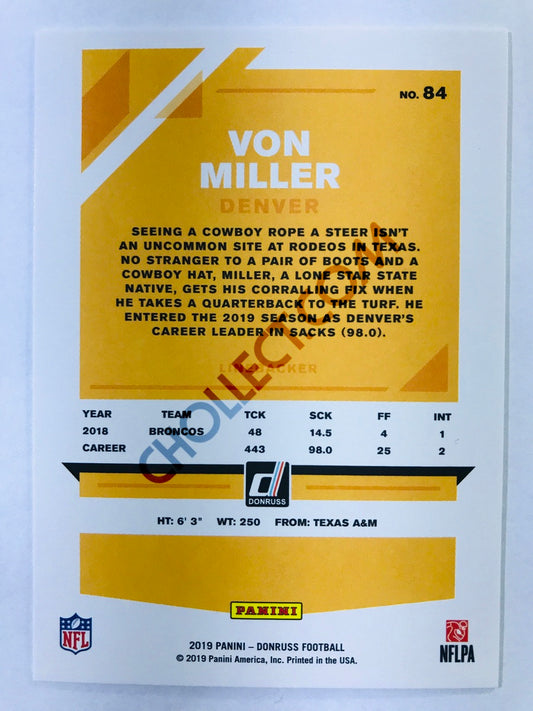 NO. 84
VON
MILLER
DENVER
SEEING A COWBOY ROPE A STEER ISN'T
AN UNCOMMON SITE AT RODEOS IN TEXAS.
NO STRANGER TO A PAIR OF BOOTS AND A
COWBOY HAT, MILLER, A LONE STAR STATE
NATIVE, GETS HIS CORRALLING FIX WHEN
HE TAKES A QUARTERBACK TO THE TURF. HE
ENTERED THE 2019 SEASON AS DENVER'S
CAREER LEADER IN SACKS (98.0).
LINEBACKER
CHOLLECT.COM
YEAR TEAM TCK SCK FF INT
2018 BRONCOS 48 14.5 4 1
CAREER 443 98.0 25 2
DONRUSS
HT: 6' 3" WT: 250 FROM: TEXAS A&M
PANINI
NFL
NFLPA
2019 PANINI – DONRUSS FOOTBALL
© 2019 Panini America, Inc. Printed in the USA.